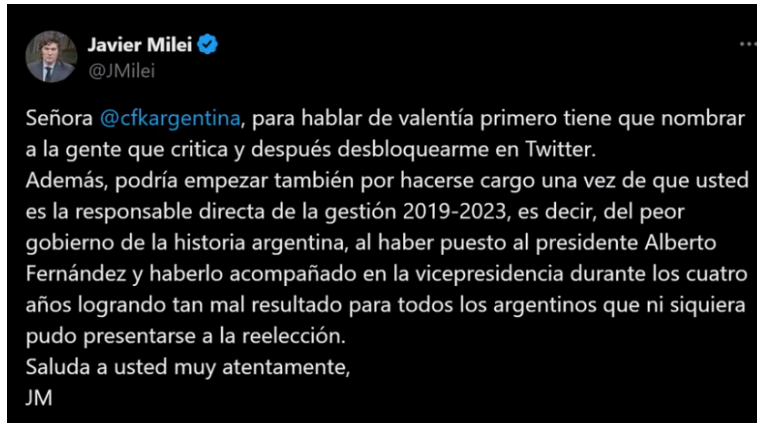 Javier Milei
@JMilei
Señora @cfkargentina, para hablar de valentía primero tiene que nombrar
a la gente que critica y después desbloquearme en Twitter.
Además, podría empezar también por hacerse cargo una vez de que usted
es la responsable directa de la gestión 2019-2023, es decir, del peor
gobierno de la historia argentina, al haber puesto al presidente Alberto
Fernández y haberlo acompañado en la vicepresidencia durante los cuatro
años logrando tan mal resultado para todos los argentinos que ni siquiera
pudo presentarse a la reelección.
Saluda a usted muy atentamente,
JM